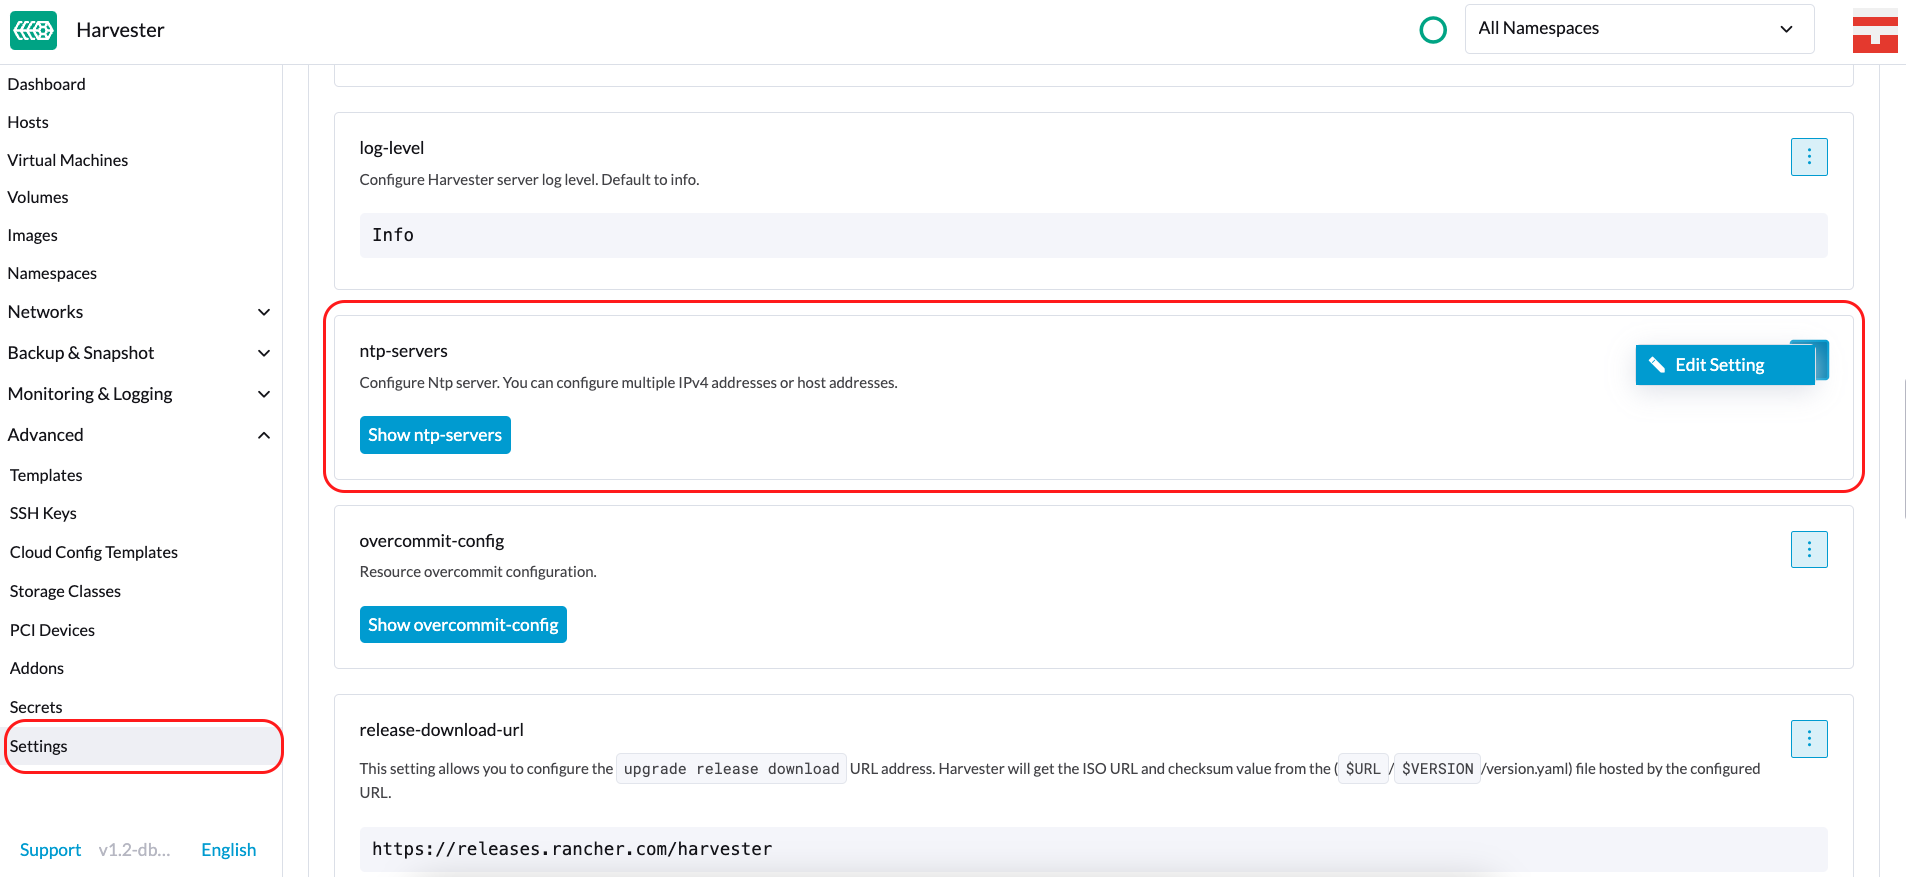 Harvester
All Namespaces
Dashboard
Hosts
Virtual Machines
Volumes
Images
Namespaces
Networks
Backup & Snapshot
Monitoring & Logging
Advanced
Templates
SSH Keys
Cloud Config Templates
Storage Classes
PCI Devices
Addons
Secrets
Settings
Support v1.2-db... English
log-level
Configure Harvester server log level. Default to info.
Info
ntp-servers
Configure Ntp server. You can configure multiple IPv4 addresses or host addresses.
Edit Setting
Show ntp-servers
overcommit-config
Resource overcommit configuration.
Show overcommit-config
release-download-url
This setting allows you to configure the upgrade release download URL address. Harvester will get the ISO URL and checksum value from the ( $URL / $VERSION /version.yaml) file hosted by the configured
URL.
https://releases.rancher.com/harvester